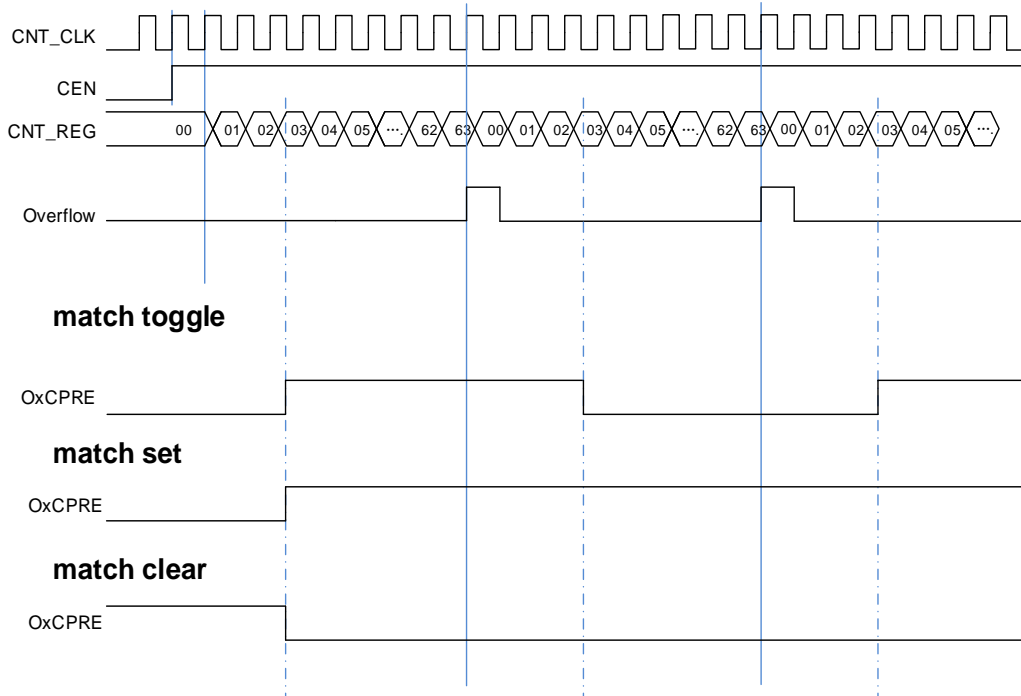 CNT_CLK
CEN
CNT_REG 00 01 02 03 04 05 .... 62 63 00 01 02 03 04 05 .... 62 63 00 01 02 03 04 05 ....
Overflow
match toggle
OxCPRE
match set
OxCPRE
match clear
OxCPRE